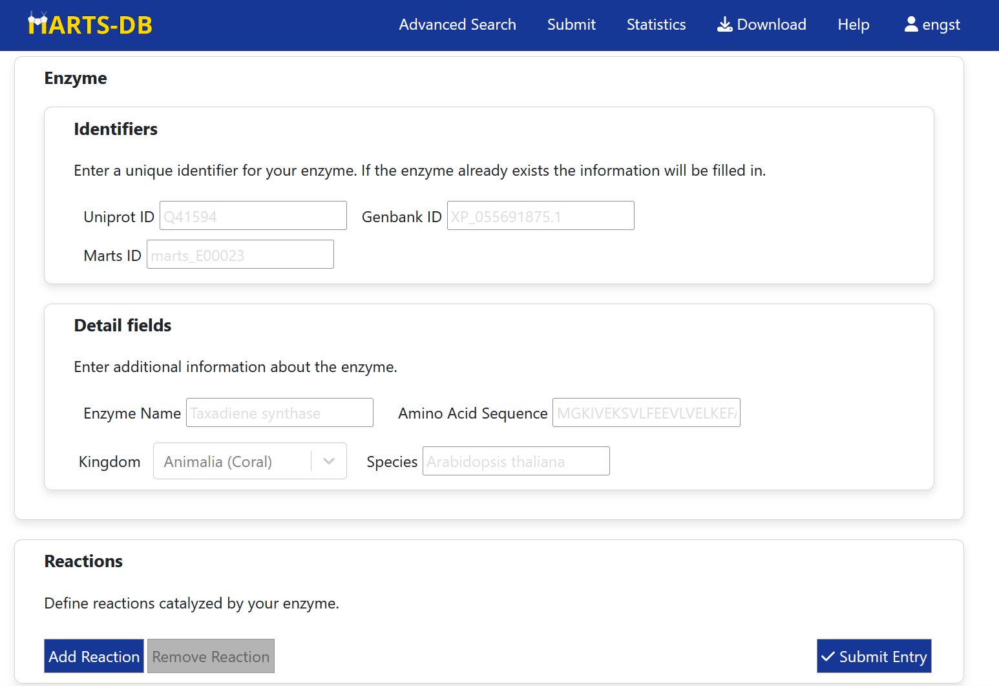 MARTS-DB Advanced Search Submit Statistics Download Help engst
Enzyme
Identifiers
Enter a unique identifier for your enzyme. If the enzyme already exists the information will be filled in.
Uniprot ID Q41594 Genbank ID XP_055691875.1
Marts ID marts_E00023
Detail fields
Enter additional information about the enzyme.
Enzyme Name Taxadiene synthase Amino Acid Sequence MGKIVEKSVLFEEVLVELKEFA
Kingdom Animalia (Coral) Species Arabidopsis thaliana
Reactions
Define reactions catalyzed by your enzyme.
Add Reaction Remove Reaction Submit Entry